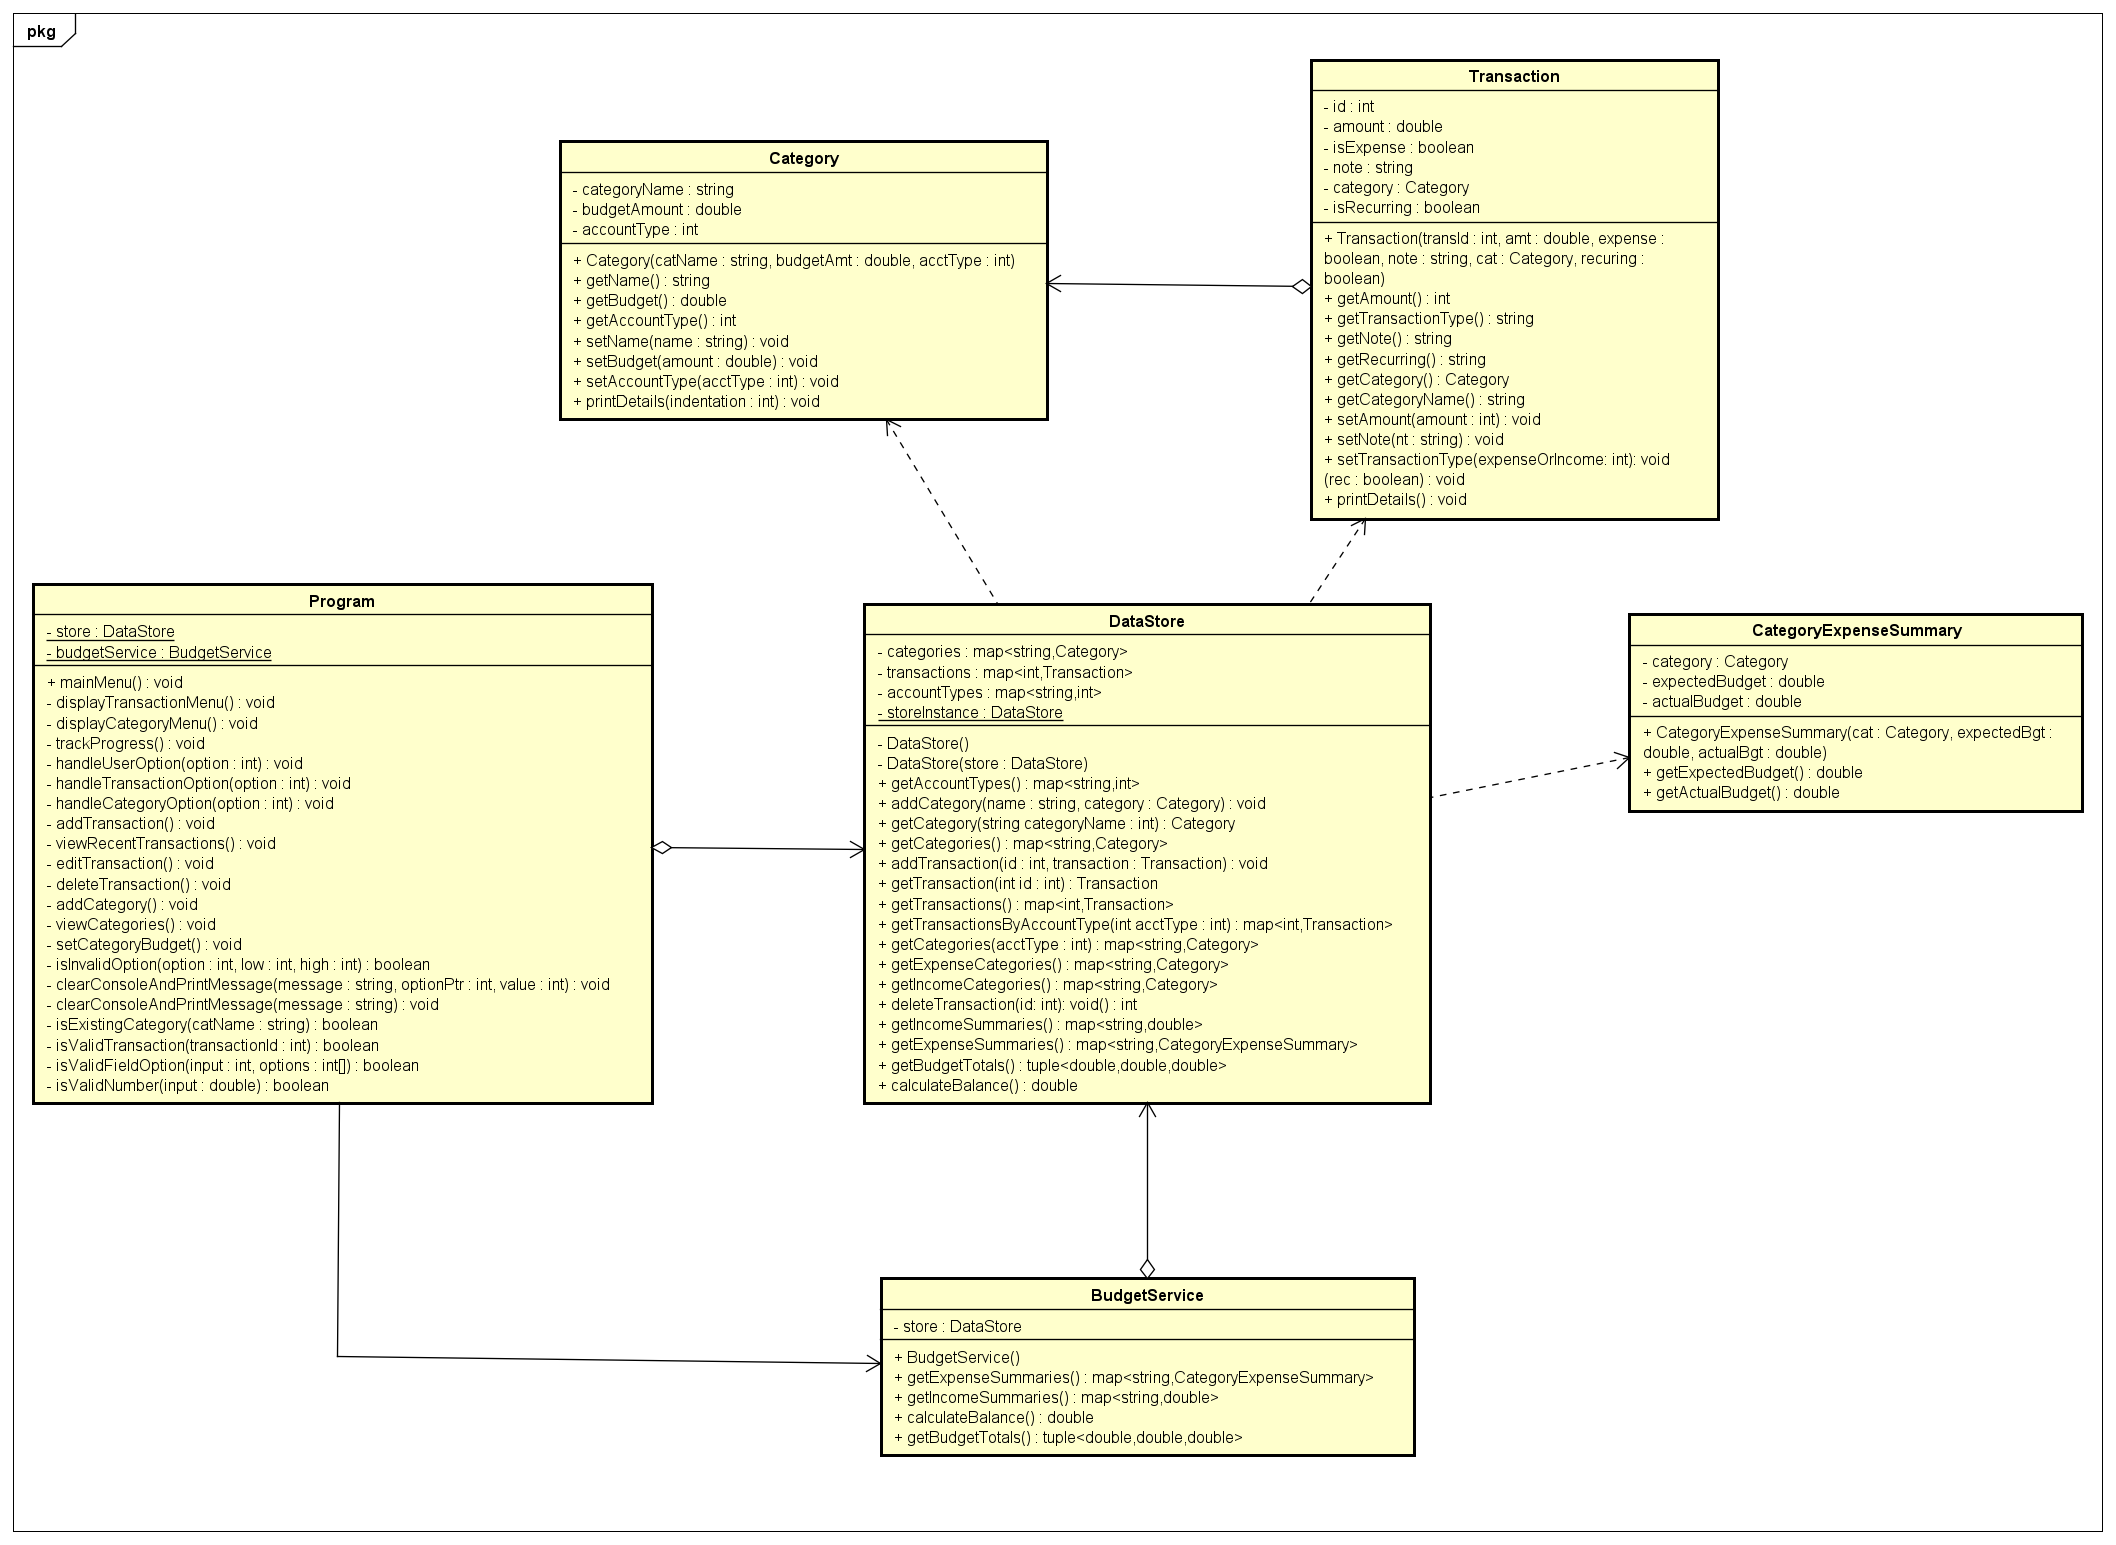 pkg
Transaction
- id : int
- amount : double
- isExpense : boolean
- note : string
- category : Category
- isRecurring : boolean
+ Transaction(transId : int, amt : double, expense :
boolean, note : string, cat : Category, recuring :
boolean)
+ getAmount() : int
+ getTransactionType() : string
+ getNote() : string
+ getRecurring() : string
+ getCategory() : Category
+ getCategoryName() : string
+ setAmount(amount : int) : void
+ setNote(nt : string) : void
+ setTransactionType(expenseOrIncome: int): void
(rec : boolean) : void
+ printDetails() : void
Category
- categoryName : string
- budgetAmount : double
- accountType : int
+ Category(catName : string, budgetAmt : double, acctType : int)
+ getName() : string
+ getBudget() : double
+ getAccountType() : int
+ setName(name : string) : void
+ setBudget(amount : double) : void
+ setAccountType(acctType : int) : void
+ printDetails(indentation : int) : void
Program
- store : DataStore
- budgetService : BudgetService
+ mainMenu() : void
- displayTransactionMenu() : void
- displayCategoryMenu() : void
- trackProgress() : void
- handleUserOption(option : int) : void
- handleTransactionOption(option : int) : void
- handleCategoryOption(option : int) : void
- addTransaction() : void
- viewRecentTransactions() : void
- editTransaction() : void
- deleteTransaction() : void
- addCategory() : void
- viewCategories() : void
- setCategoryBudget() : void
- isInvalidOption(option : int, low : int, high : int) : boolean
- clearConsoleAndPrintMessage(message : string, optionPtr : int, value : int) : void
- clearConsoleAndPrintMessage(message : string) : void
- isExistingCategory(catName : string) : boolean
- isValidTransaction(transactionId : int) : boolean
- isValidFieldOption(input : int, options : int[]) : boolean
- isValidNumber(input : double) : boolean
DataStore
- categories : map<string,Category>
- transactions : map<int,Transaction>
- accountTypes : map<string,int>
- storeInstance : DataStore
- DataStore()
- DataStore(store : DataStore)
+ getAccountTypes() : map<string,int>
+ addCategory(name : string, category : Category) : void
+ getCategory(string categoryName : int) : Category
+ getCategories() : map<string,Category>
+ addTransaction(id : int, transaction : Transaction) : void
+ getTransaction(int id : int) : Transaction
+ getTransactions() : map<int,Transaction>
+ getTransactionsByAccountType(int acctType : int) : map<int,Transaction>
+ getCategories(acctType : int) : map<string,Category>
+ getExpenseCategories() : map<string,Category>
+ getIncomeCategories() : map<string,Category>
+ deleteTransaction(id: int): void() : int
+ getIncomeSummaries() : map<string,double>
+ getExpenseSummaries() : map<string,CategoryExpenseSummary>
+ getBudgetTotals() : tuple<double,double,double>
+ calculateBalance() : double
CategoryExpenseSummary
- category : Category
- expectedBudget : double
- actualBudget : double
+ CategoryExpenseSummary(cat : Category, expectedBgt :
double, actualBgt : double)
+ getExpectedBudget() : double
+ getActualBudget() : double
BudgetService
- store : DataStore
+ BudgetService()
+ getExpenseSummaries() : map<string,CategoryExpenseSummary>
+ getIncomeSummaries() : map<string,double>
+ calculateBalance() : double
+ getBudgetTotals() : tuple<double,double,double>